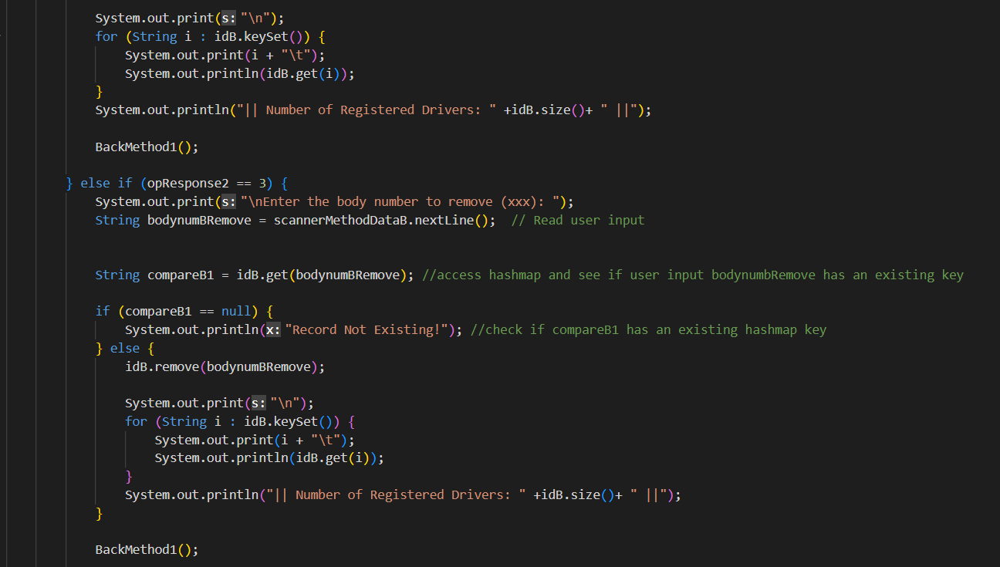 System.out.print(s: "\n");
for (String i : idB.keySet()) {
System.out.print(i + "\t");
System.out.println(idB.get(i));
}
System.out.println("|| Number of Registered Drivers: " +idB.size()+ " ||");
BackMethod1();
} else if (opResponse2 == 3) {
System.out.print(s: "\nEnter the body number to remove (xxx): ");
String bodynumBRemove = scannerMethodDataB.nextLine();  // Read user input
String compareB1 = idB.get(bodynumBRemove); //access hashmap and see if user input bodynumbRemove has an existing key
if (compareB1 == null) {
System.out.println(x: "Record Not Existing!"); //check if compareB1 has an existing hashmap key
} else {
idB.remove(bodynumBRemove);
System.out.print(s: "\n");
for (String i : idB.keySet()) {
System.out.print(i + "\t");
System.out.println(idB.get(i));
}
System.out.println("|| Number of Registered Drivers: " +idB.size()+ " ||");
}
BackMethod1();